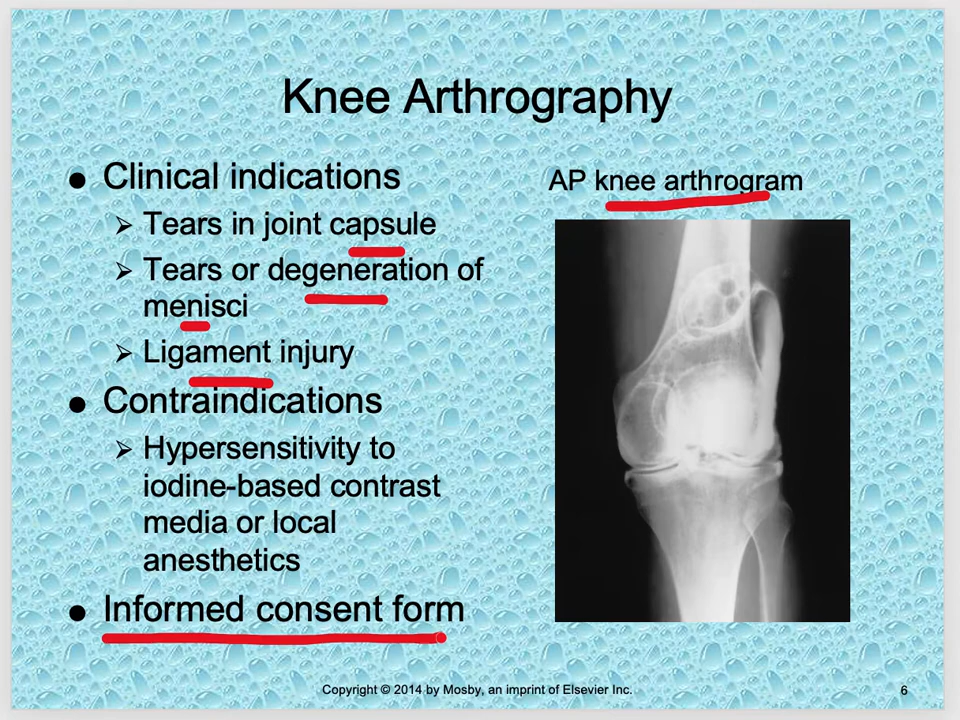 Knee Arthrography
● Clinical indications
➢ Tears in joint capsule
➢ Tears or degeneration of
menisci
➢ Ligament injury
● Contraindications
➢ Hypersensitivity to
iodine-based contrast
media or local
anesthetics
● Informed consent form
AP knee arthrogram
Copyright © 2014 by Mosby, an imprint of Elsevier Inc.
6